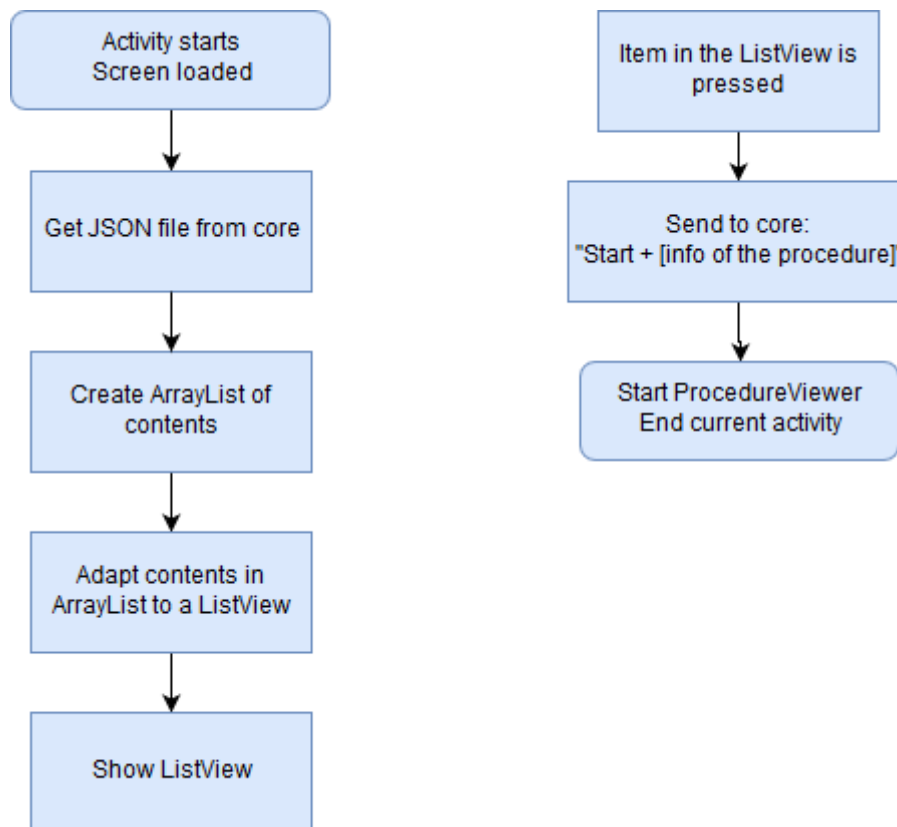 Activity starts
Screen loaded
Get JSON file from core
Create ArrayList of
contents
Adapt contents in
ArrayList to a ListView
Show ListView
Item in the ListView is
pressed
Send to core:
"Start + [info of the procedure]"
Start ProcedureViewer
End current activity